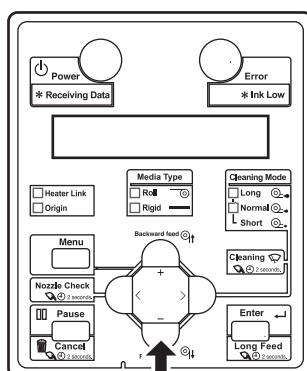 Power
Error
* Receiving Data
* Ink Low
Media Type
Cleaning Mode
Heater Link
Origin
Roll
Rigid
Long
Normal
Short
Backward feed
Menu
+
Cleaning
2 seconds.
Nozzle Check
2 seconds.
< >
Pause
Enter
−
Cancel
2 seconds.
Long Feed
2 seconds.